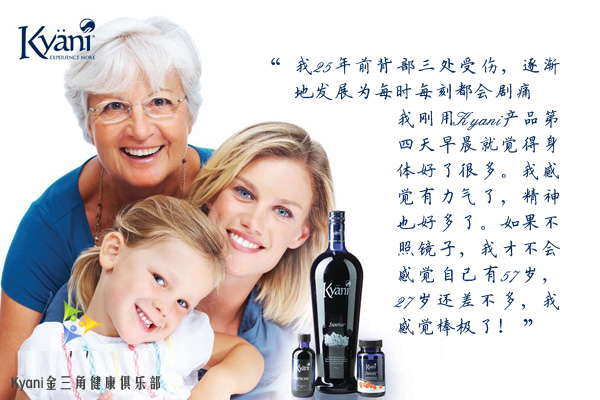 Kyäni
EXPERIENCE MORE
“ 我25年前背部三处受伤，逐渐
地发展为每时每刻都会剧痛
我刚用Kyani产品第
四天早晨就觉得身
体好了很多。我感
觉有力气了，精神
也好多了。如果不
照镜子，我才不会
感觉自己有57岁，
27岁还差不多，我
感觉棒极了！”
Kyäni
Sunrise
Kyäni
Kyani金三角健康俱乐部